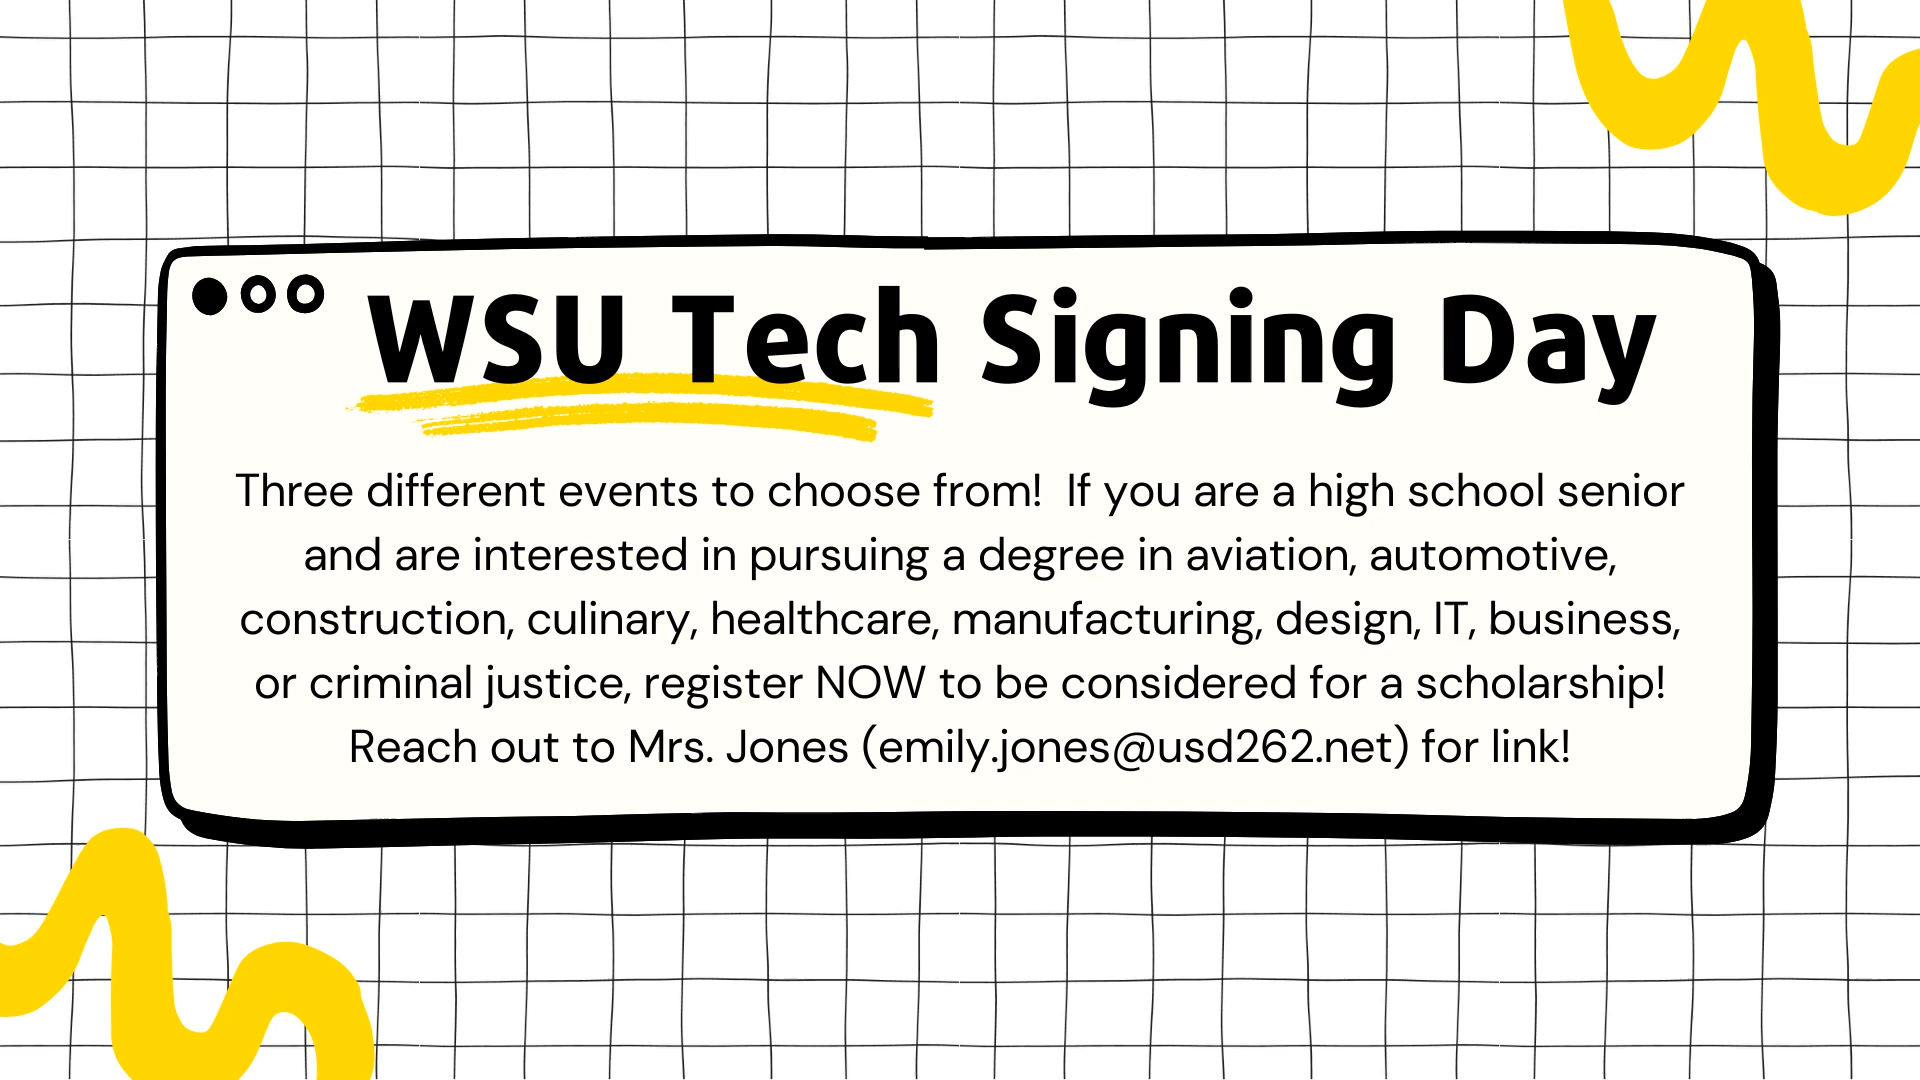 WSU Tech Signing Day
Three different events to choose from!  If you are a high school senior
and are interested in pursuing a degree in aviation, automotive,
construction, culinary, healthcare, manufacturing, design, IT, business,
or criminal justice, register NOW to be considered for a scholarship!
Reach out to Mrs. Jones (emily.jones@usd262.net) for link!